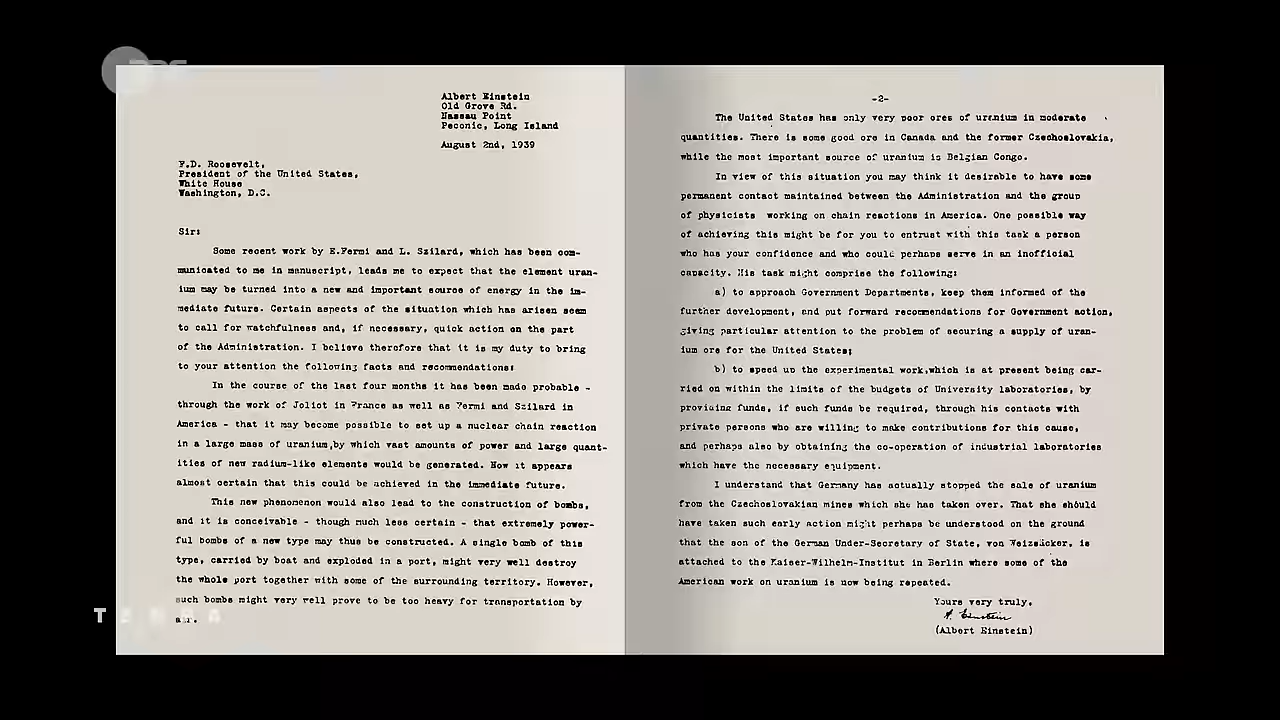 Albert Einstein
Old Grove Rd.
Nassau Point
Peconic, Long Island
August 2nd, 1939
F.D. Roosevelt,
President of the United States,
White House
Washington, D.C.
Sir:
Some recent work by E.Fermi and L. Szilard, which has been com-
municated to me in manuscript, leads me to expect that the element uran-
ium may be turned into a new and important source of energy in the im-
mediate future. Certain aspects of the situation which has arisen seem
to call for watchfulness and, if necessary, quick action on the part
of the Administration. I believe therefore that it is my duty to bring
to your attention the following facts and recommendations:
In the course of the last four months it has been made probable -
through the work of Joliot in France as well as Fermi and Szilard in
America - that it may become possible to set up a nuclear chain reaction
in a large mass of uranium,by which vast amounts of power and large quant-
ities of new radium-like elements would be generated. Now it appears
almost certain that this could be achieved in the immediate future.
This new phenomenon would also lead to the construction of bombs,
and it is conceivable - though much less certain - that extremely power-
ful bombs of a new type may thus be constructed. A single bomb of this
type, carried by boat and exploded in a port, might very well destroy
the whole port together with some of the surrounding territory. However,
such bombs might very well prove to be too heavy for transportation by
air.
-2-
The United States has only very poor ores of uranium in moderate
quantities. There is some good ore in Canada and the former Czechoslovakia,
while the most important source of uranium is Belgian Congo.
In view of this situation you may think it desirable to have some
permanent contact maintained between the Administration and the group
of physicists working on chain reactions in America. One possible way
of achieving this might be for you to entrust with this task a person
who has your confidence and who could perhaps serve in an inofficial
capacity. His task might comprise the following:
a) to approach Government Departments, keep them informed of the
further development, and put forward recommendations for Government action,
giving particular attention to the problem of securing a supply of uran-
ium ore for the United States;
b) to speed up the experimental work,which is at present being car-
ried on within the limits of the budgets of University laboratories, by
providing funds, if such funds be required, through his contacts with
private persons who are willing to make contributions for this cause,
and perhaps also by obtaining the co-operation of industrial laboratories
which have the necessary equipment.
I understand that Germany has actually stopped the sale of uranium
from the Czechoslovakian mines which she has taken over. That she should
have taken such early action might perhaps be understood on the ground
that the son of the German Under-Secretary of State, von Weizsäcker, is
attached to the Kaiser-Wilhelm-Institut in Berlin where some of the
American work on uranium is now being repeated.
Yours very truly,
A. Einstein
(Albert Einstein)